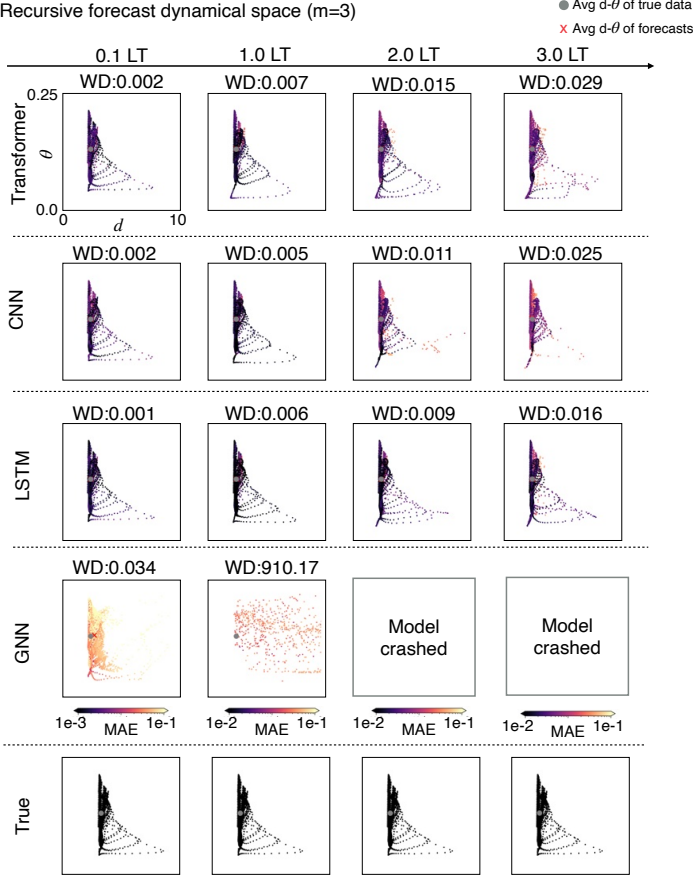 Recursive forecast dynamical space (m=3)
Avg d-θ of true data
x Avg d-θ of forecasts
0.1 LT 1.0 LT 2.0 LT 3.0 LT
WD:0.002 WD:0.007 WD:0.015 WD:0.029
Transformer
0.25
θ
0.0
0 d 10
WD:0.002 WD:0.005 WD:0.011 WD:0.025
CNN
WD:0.001 WD:0.006 WD:0.009 WD:0.016
LSTM
WD:0.034 WD:910.17
GNN
Model
crashed
Model
crashed
1e-3 MAE 1e-1
1e-2 MAE 1e-1
1e-2 MAE 1e-1
1e-2 MAE 1e-1
True